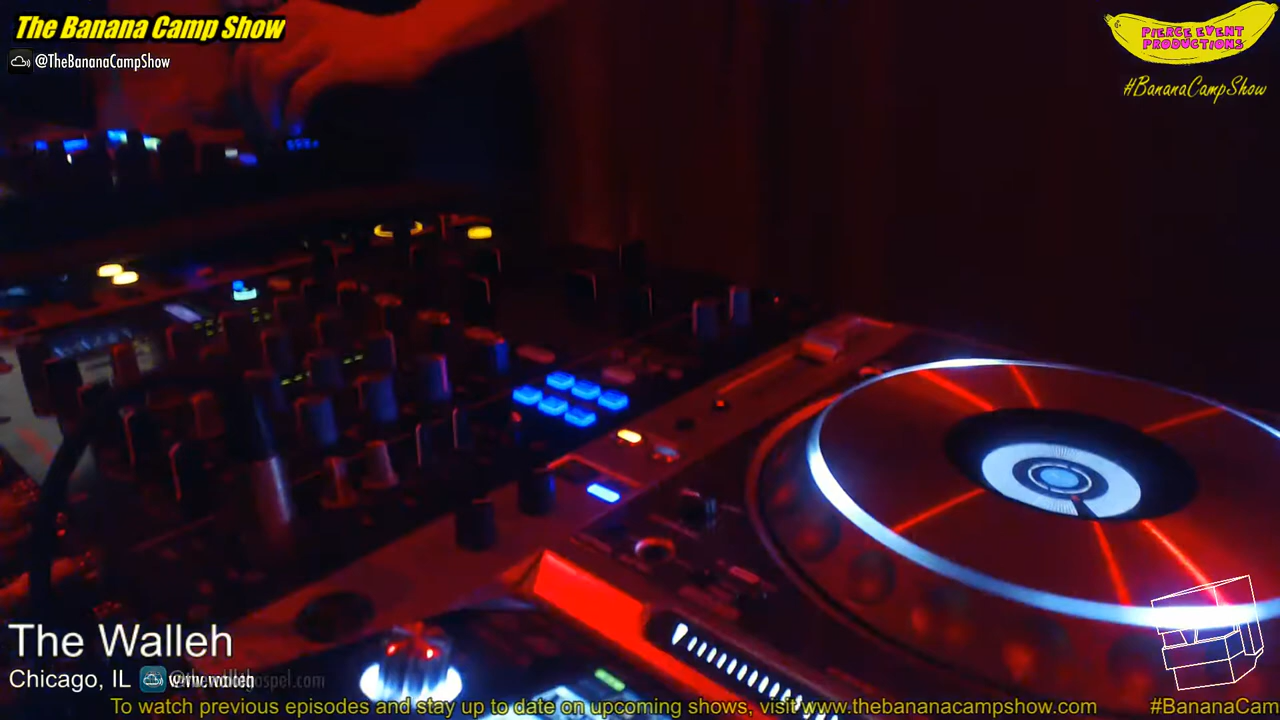 The Banana Camp Show
@TheBananaCampShow
PIERCE EVENT
PRODUCTIONS
#BananaCampShow
The Walleh
Chicago, IL
To watch previous episodes and stay up to date on upcoming shows, visit www.thebananacampshow.com #BananaCam